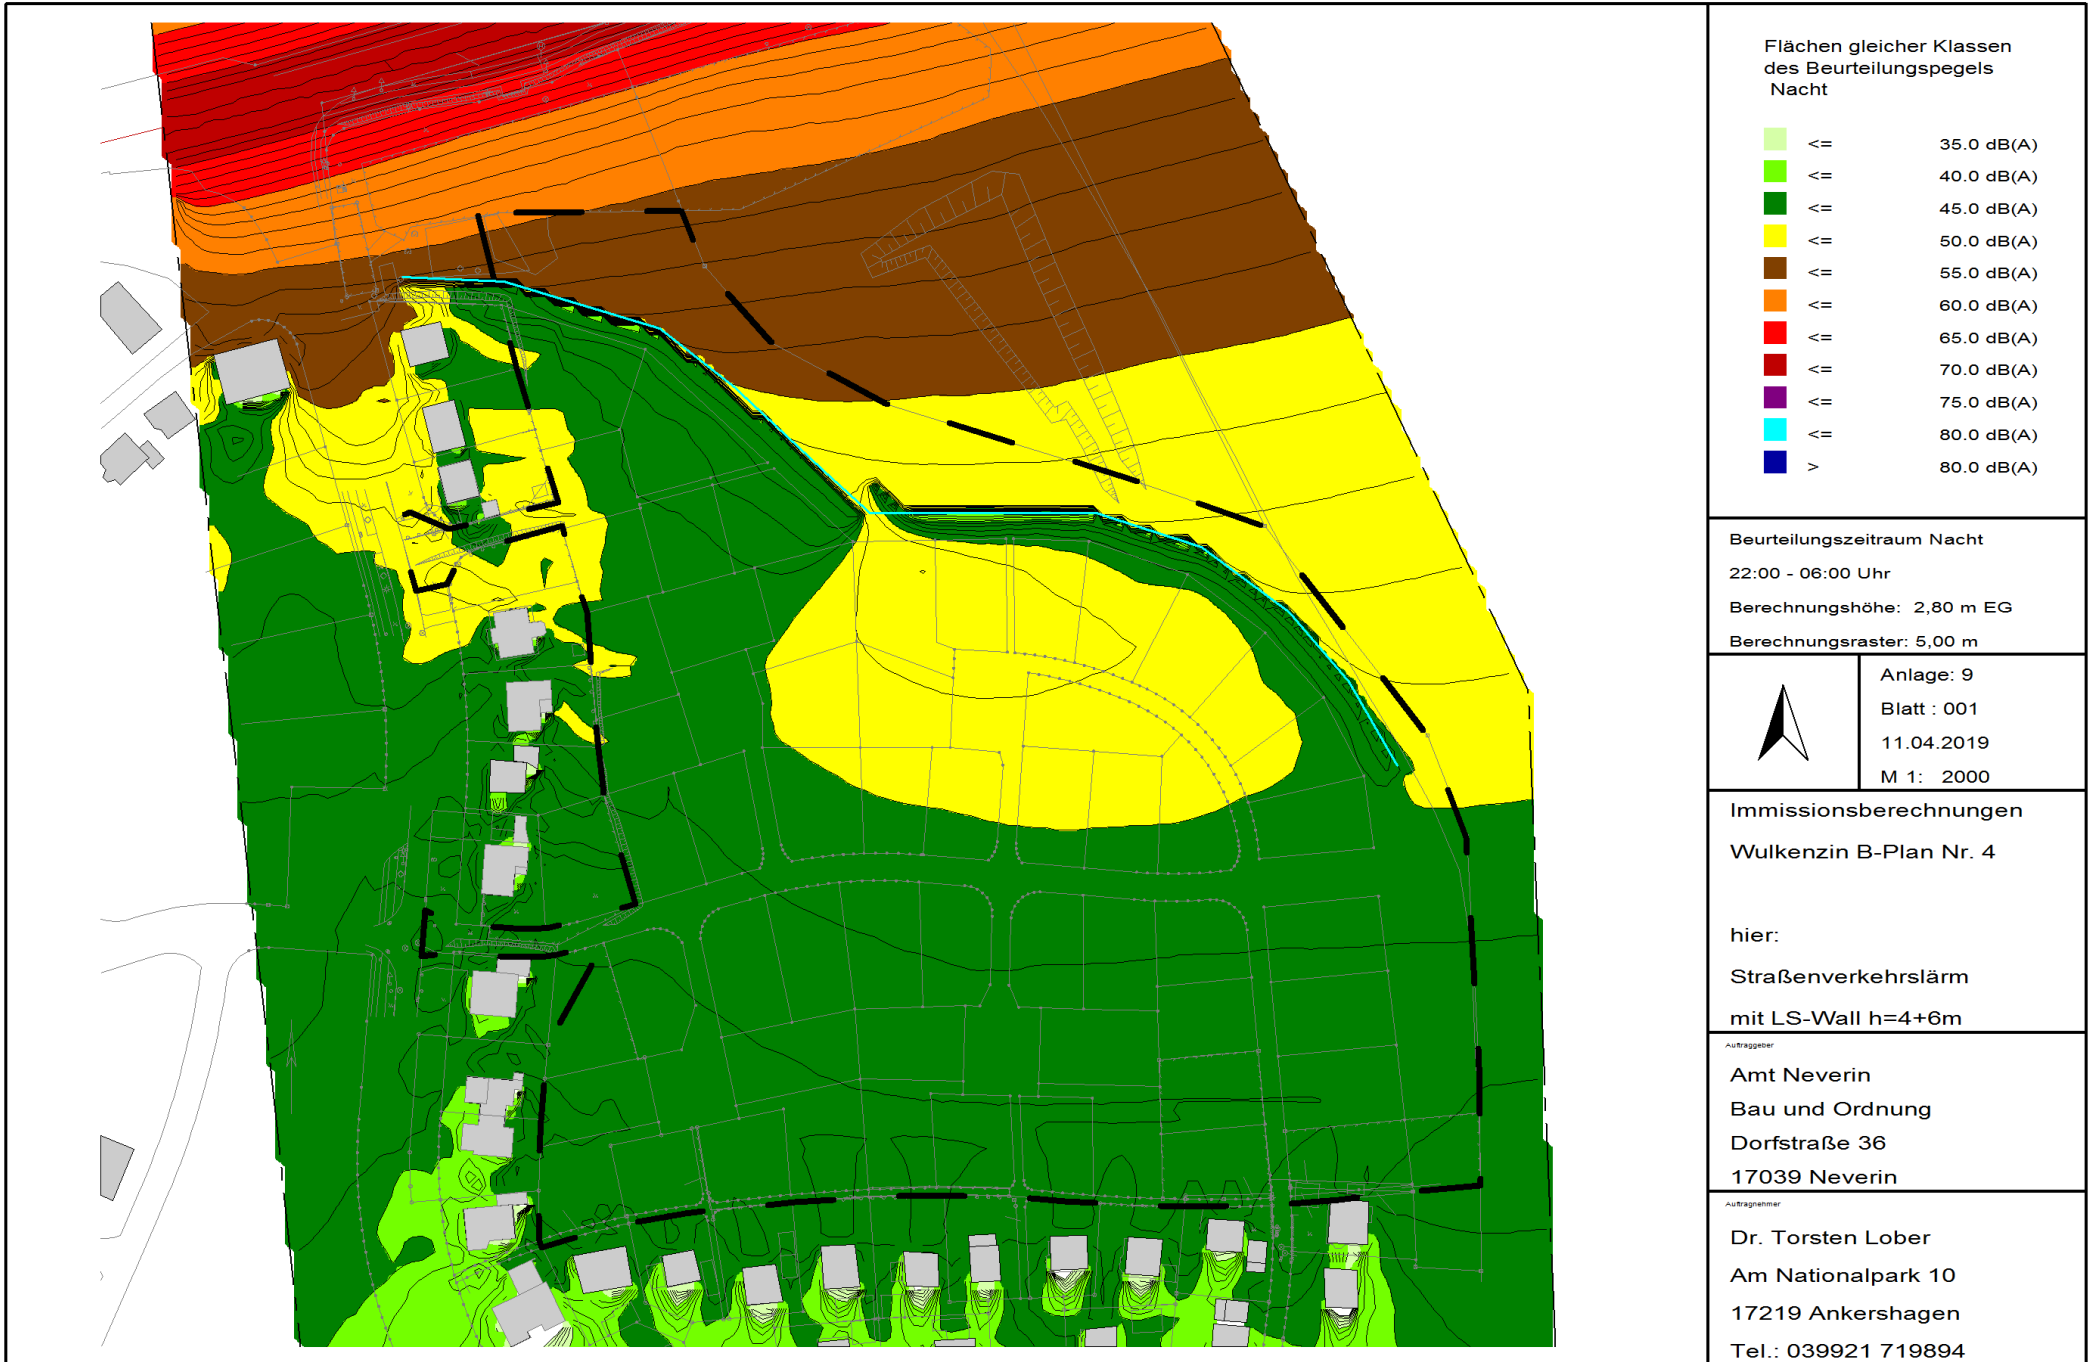 Flächen gleicher Klassen
des Beurteilungspegels
Nacht
<= 35.0 dB(A)
<= 40.0 dB(A)
<= 45.0 dB(A)
<= 50.0 dB(A)
<= 55.0 dB(A)
<= 60.0 dB(A)
<= 65.0 dB(A)
<= 70.0 dB(A)
<= 75.0 dB(A)
<= 80.0 dB(A)
> 80.0 dB(A)
Beurteilungszeitraum Nacht
22:00 - 06:00 Uhr
Berechnungshöhe: 2,80 m EG
Berechnungsraster: 5,00 m
Anlage: 9
Blatt : 001
11.04.2019
M 1: 2000
Immissionsberechnungen
Wulkenzin B-Plan Nr. 4
hier:
Straßenverkehrslärm
mit LS-Wall h=4+6m
Auftraggeber
Amt Neverin
Bau und Ordnung
Dorfstraße 36
17039 Neverin
Auftragnehmer
Dr. Torsten Lober
Am Nationalpark 10
17219 Ankershagen
Tel.: 039921 719894